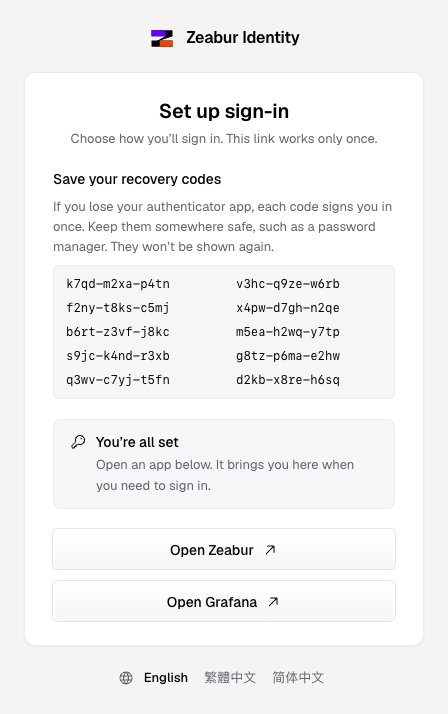 Zeabur Identity
Set up sign-in
Choose how you’ll sign in. This link works only once.
Save your recovery codes
If you lose your authenticator app, each code signs you in
once. Keep them somewhere safe, such as a password
manager. They won’t be shown again.
k7qd-m2xa-p4tn v3hc-q9ze-w6rb
f2ny-t8ks-c5mj x4pw-d7gh-n2qe
b6rt-z3vf-j8kc m5ea-h2wq-y7tp
s9jc-k4nd-r3xb g8tz-p6ma-e2hw
q3wv-c7yj-t5fn d2kb-x8re-h6sq
You’re all set
Open an app below. It brings you here when
you need to sign in.
Open Zeabur
Open Grafana
English 繁體中文 简体中文